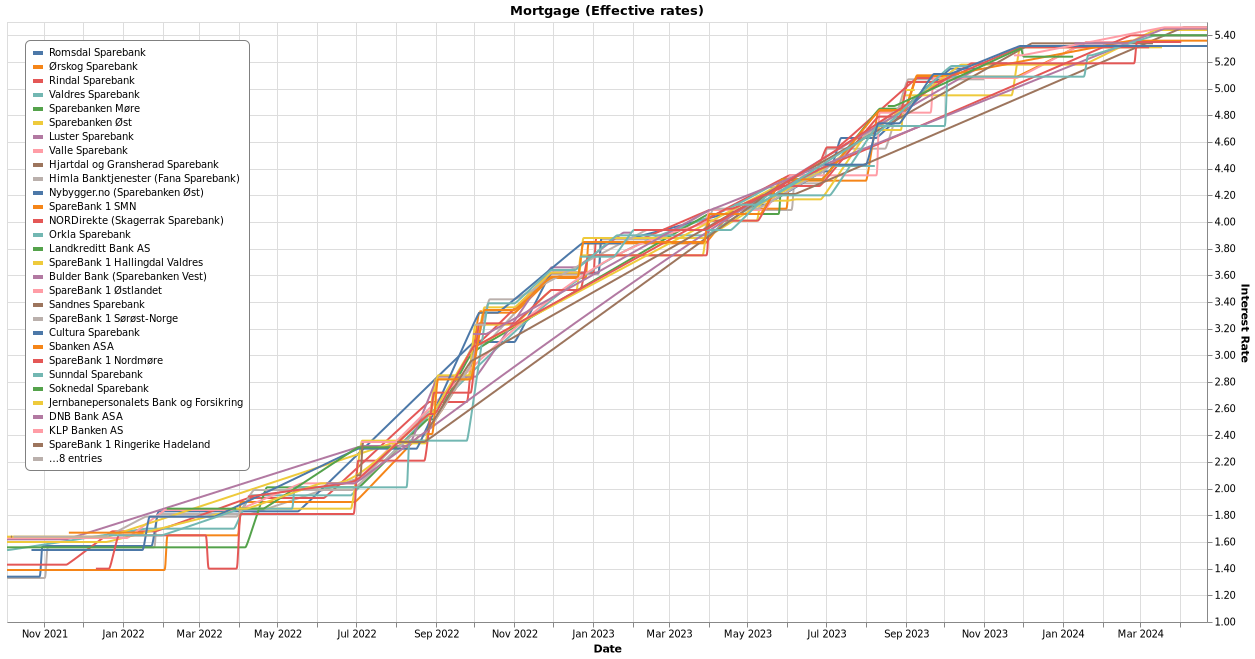 Mortgage (Effective rates)
Romsdal Sparebank
Ørskog Sparebank
Rindal Sparebank
Valdres Sparebank
Sparebanken Møre
Sparebanken Øst
Luster Sparebank
Valle Sparebank
Hjartdal og Gransherad Sparebank
Himla Banktjenester (Fana Sparebank)
Nybygger.no (Sparebanken Øst)
SpareBank 1 SMN
NORDirekte (Skagerrak Sparebank)
Orkla Sparebank
Landkreditt Bank AS
SpareBank 1 Hallingdal Valdres
Bulder Bank (Sparebanken Vest)
SpareBank 1 Østlandet
Sandnes Sparebank
SpareBank 1 Sørøst-Norge
Cultura Sparebank
Sbanken ASA
SpareBank 1 Nordmøre
Sunndal Sparebank
Soknedal Sparebank
Jernbanepersonalets Bank og Forsikring
DNB Bank ASA
KLP Banken AS
SpareBank 1 Ringerike Hadeland
...8 entries
5.40
5.20
5.00
4.80
4.60
4.40
4.20
4.00
3.80
3.60
3.40
3.20
3.00
2.80
2.60
2.40
2.20
2.00
1.80
1.60
1.40
1.20
1.00
Interest Rate
Nov 2021
Jan 2022
Mar 2022
May 2022
Jul 2022
Sep 2022
Nov 2022
Jan 2023
Mar 2023
May 2023
Jul 2023
Sep 2023
Nov 2023
Jan 2024
Mar 2024
Date